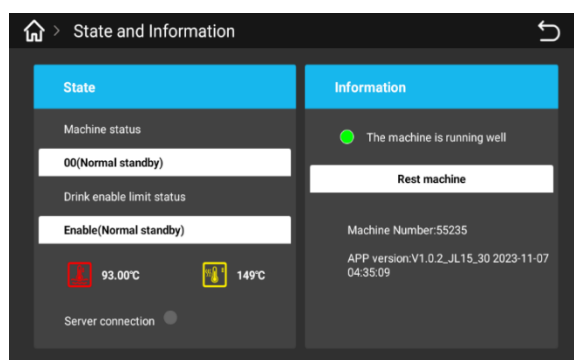 > State and Information
State
Machine status
00(Normal standby)
Drink enable limit status
Enable(Normal standby)
93.00℃
149℃
Server connection
Information
The machine is running well
Rest machine
Machine Number:55235
APP version:V1.0.2_JL15_30 2023-11-07
04:35:09